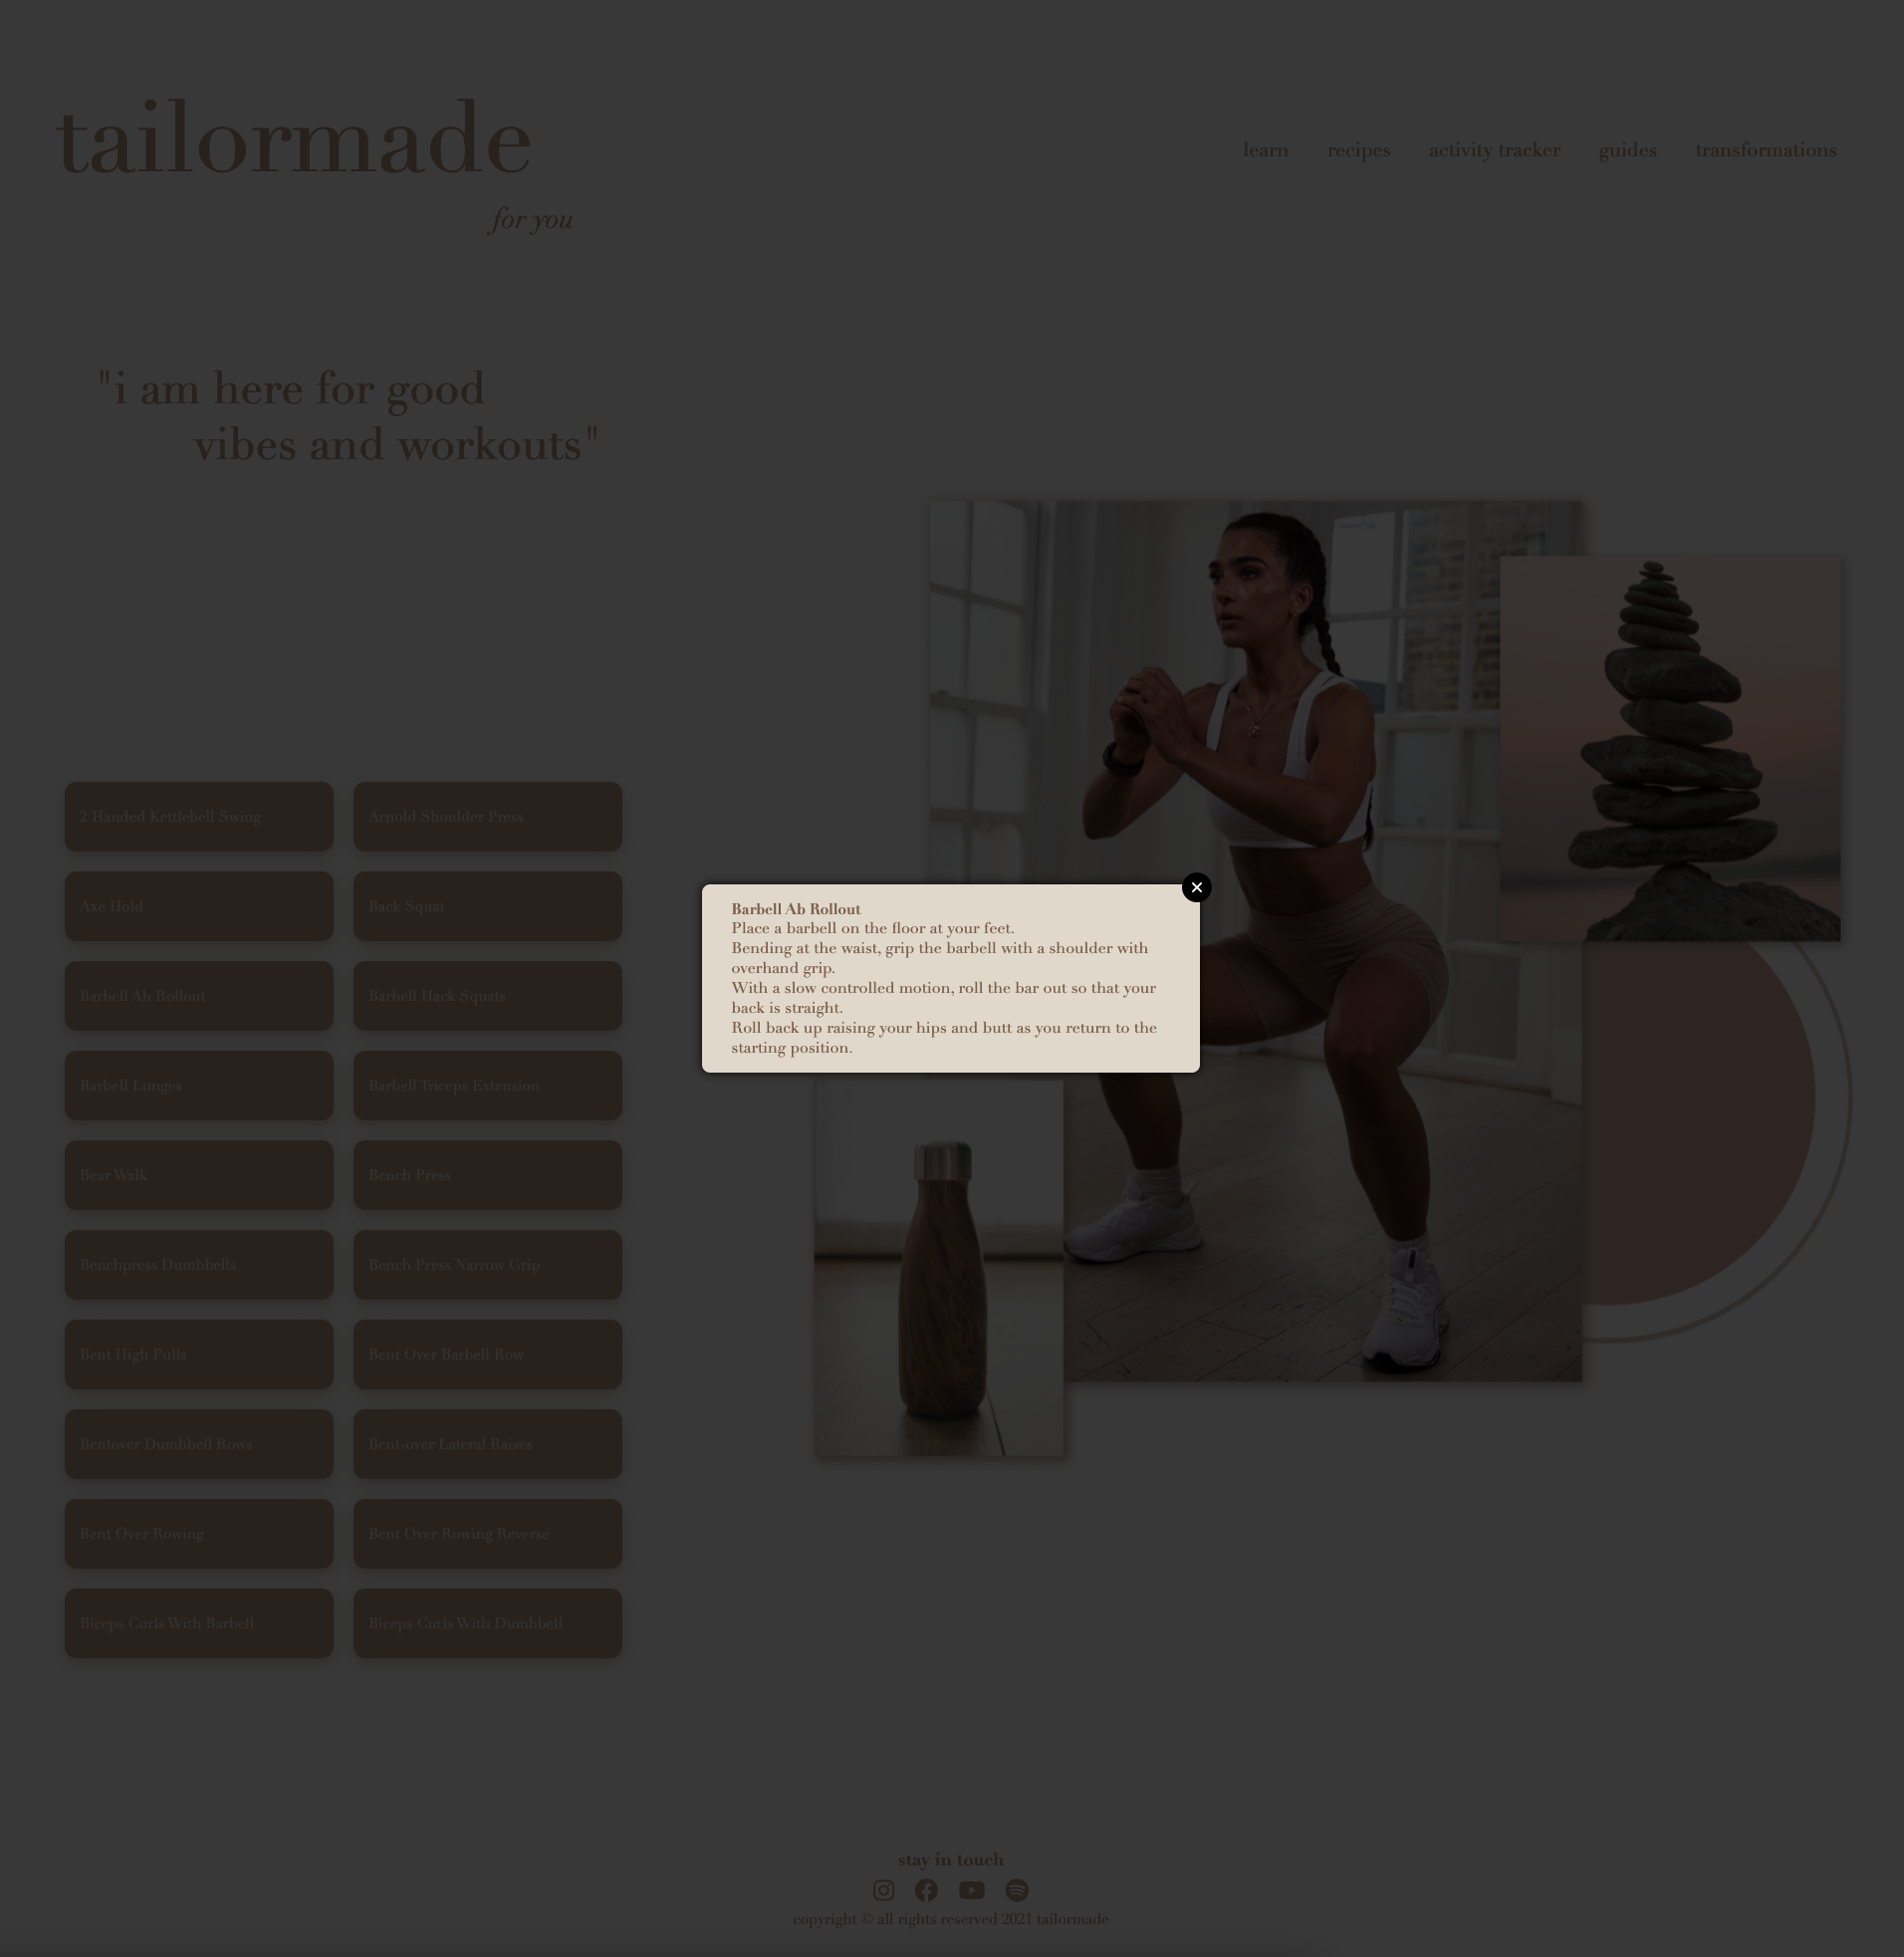 tailormade
for you
learn recipes activity tracker guides transformations
"i am here for good
vibes and workouts"
2 Handed Kettlebell Swing
Arnold Shoulder Press
Axe Hold
Back Squat
Barbell Ab Rollout
Barbell Hack Squats
Barbell Lunges
Barbell Triceps Extension
Bear Walk
Bench Press
Benchpress Dumbbells
Bench Press Narrow Grip
Bent High Pulls
Bent Over Barbell Row
Bentover Dumbbell Rows
Bent-over Lateral Raises
Bent Over Rowing
Bent Over Rowing Reverse
Biceps Curls With Barbell
Biceps Curls With Dumbbell
Barbell Ab Rollout
Place a barbell on the floor at your feet.
Bending at the waist, grip the barbell with a shoulder with
overhand grip.
With a slow controlled motion, roll the bar out so that your
back is straight.
Roll back up raising your hips and butt as you return to the
starting position.
stay in touch
copyright © all rights reserved 2021 tailormade